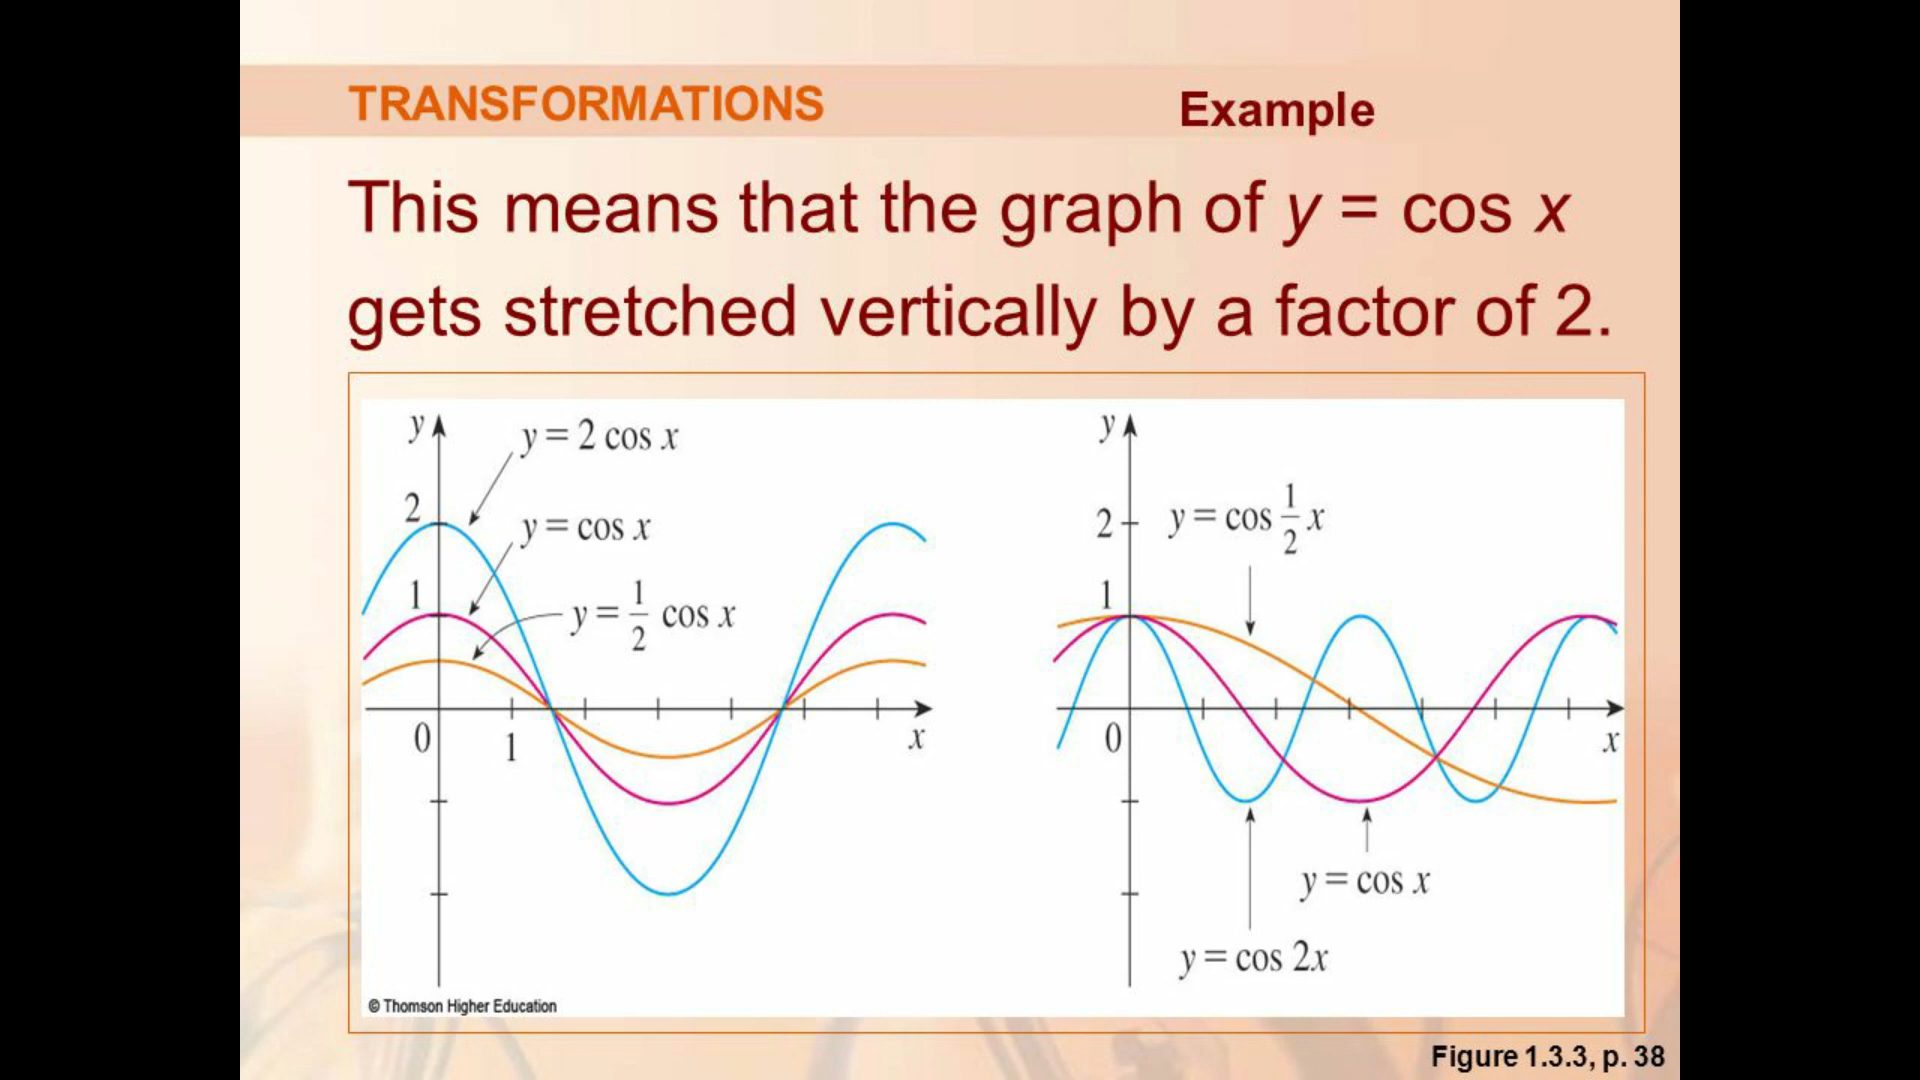 TRANSFORMATIONS
Example
This means that the graph of y = cos x
gets stretched vertically by a factor of 2.
y
y = 2 cos x
2
y = cos x
1
y = 1/2 cos x
0
1
x
y
2
y = cos 1/2 x
1
0
x
y = cos x
y = cos 2x
© Thomson Higher Education
Figure 1.3.3, p. 38